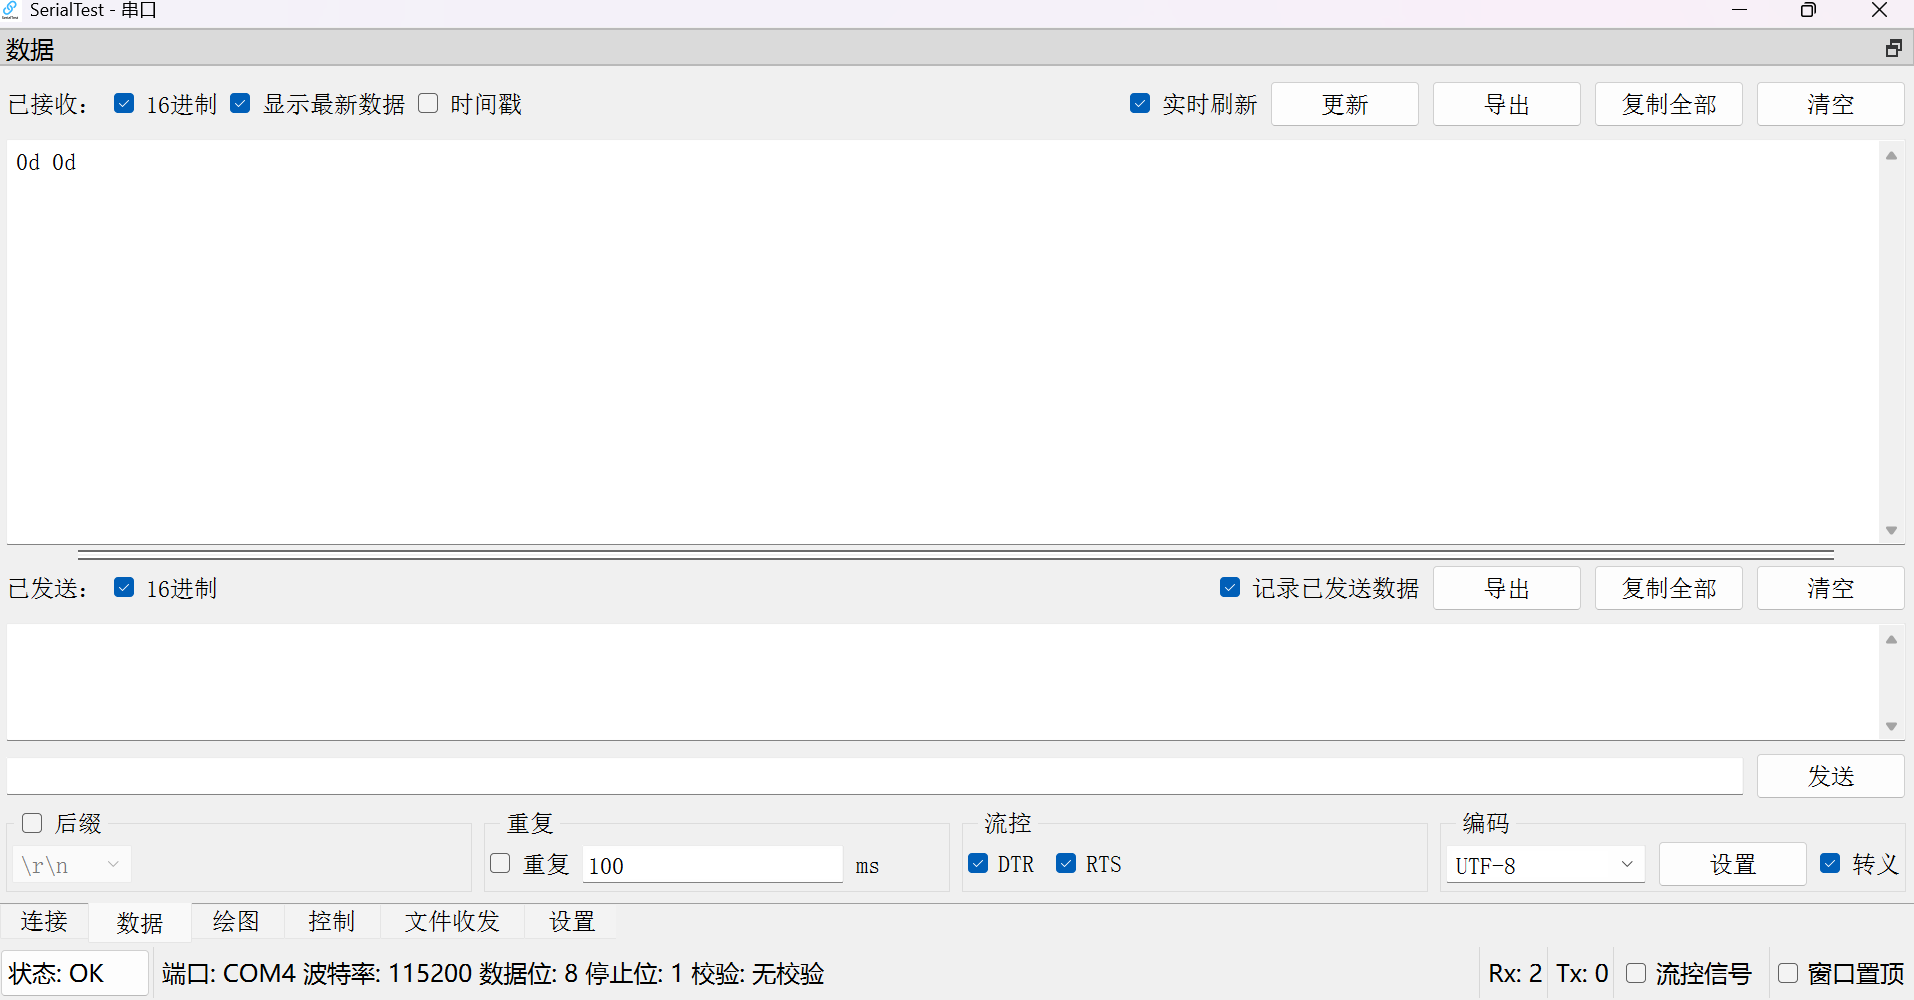 SerialTest - 串口
数据
已接收： 16进制 显示最新数据 时间戳 实时刷新 更新 导出 复制全部 清空
0d 0d
已发送： 16进制 记录已发送数据 导出 复制全部 清空
发送
后缀 重复 流控 编码
\r\n 重复 100 ms DTR RTS UTF-8 设置 转义
连接 数据 绘图 控制 文件收发 设置
状态: OK 端口: COM4 波特率: 115200 数据位: 8 停止位: 1 校验: 无校验 Rx: 2 Tx: 0 流控信号 窗口置顶